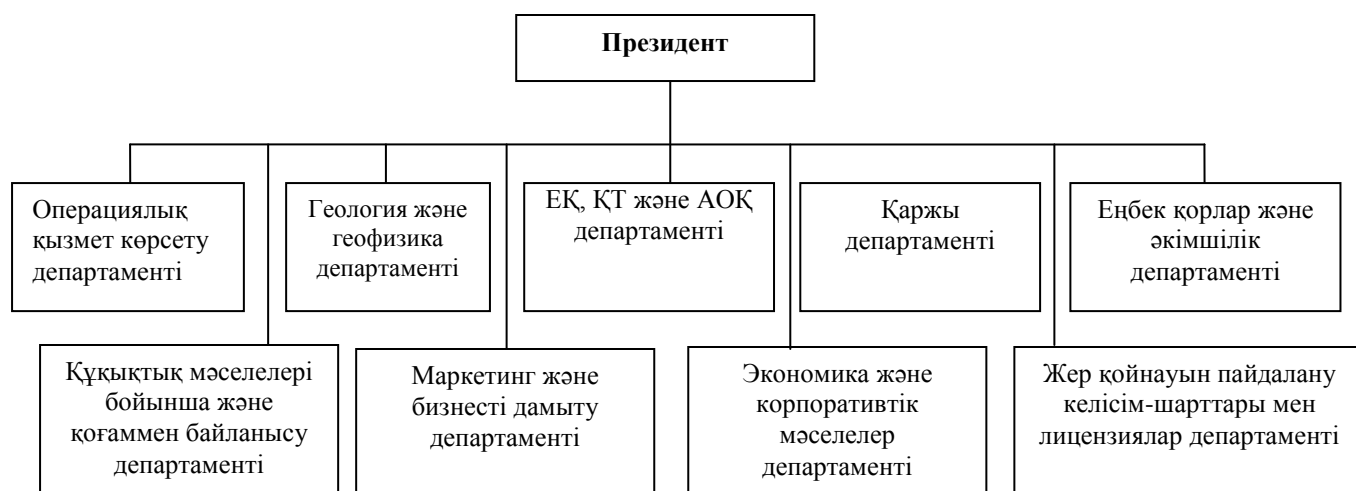 Президент
Операциялық
қызмет көрсету
департаменті
Геология және
геофизика
департаменті
ЕҚ, ҚТ және АОҚ
департаменті
Қаржы
департаменті
Еңбек қорлар және
әкімшілік
департаменті
Құқықтық мәселелері
бойынша және
қоғаммен байланысу
департаменті
Маркетинг және
бизнесті дамыту
департаменті
Экономика және
корпоративтік
мәселелер
департаменті
Жер қойнауын пайдалану
келісім-шарттары мен
лицензиялар департаменті